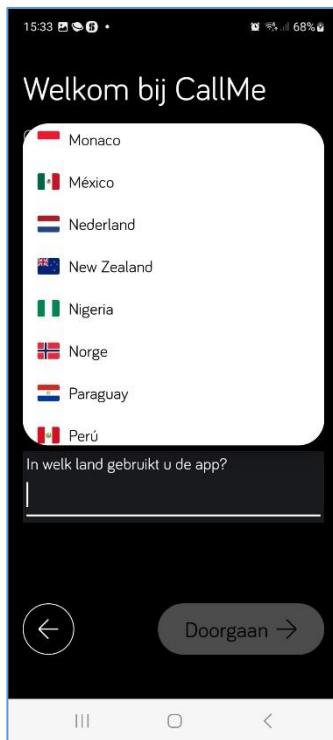 15:33 68%
Welkom bij CallMe
Monaco
México
Nederland
New Zealand
Nigeria
Norge
Paraguay
Perú
In welk land gebruikt u de app?
Doorgaan →